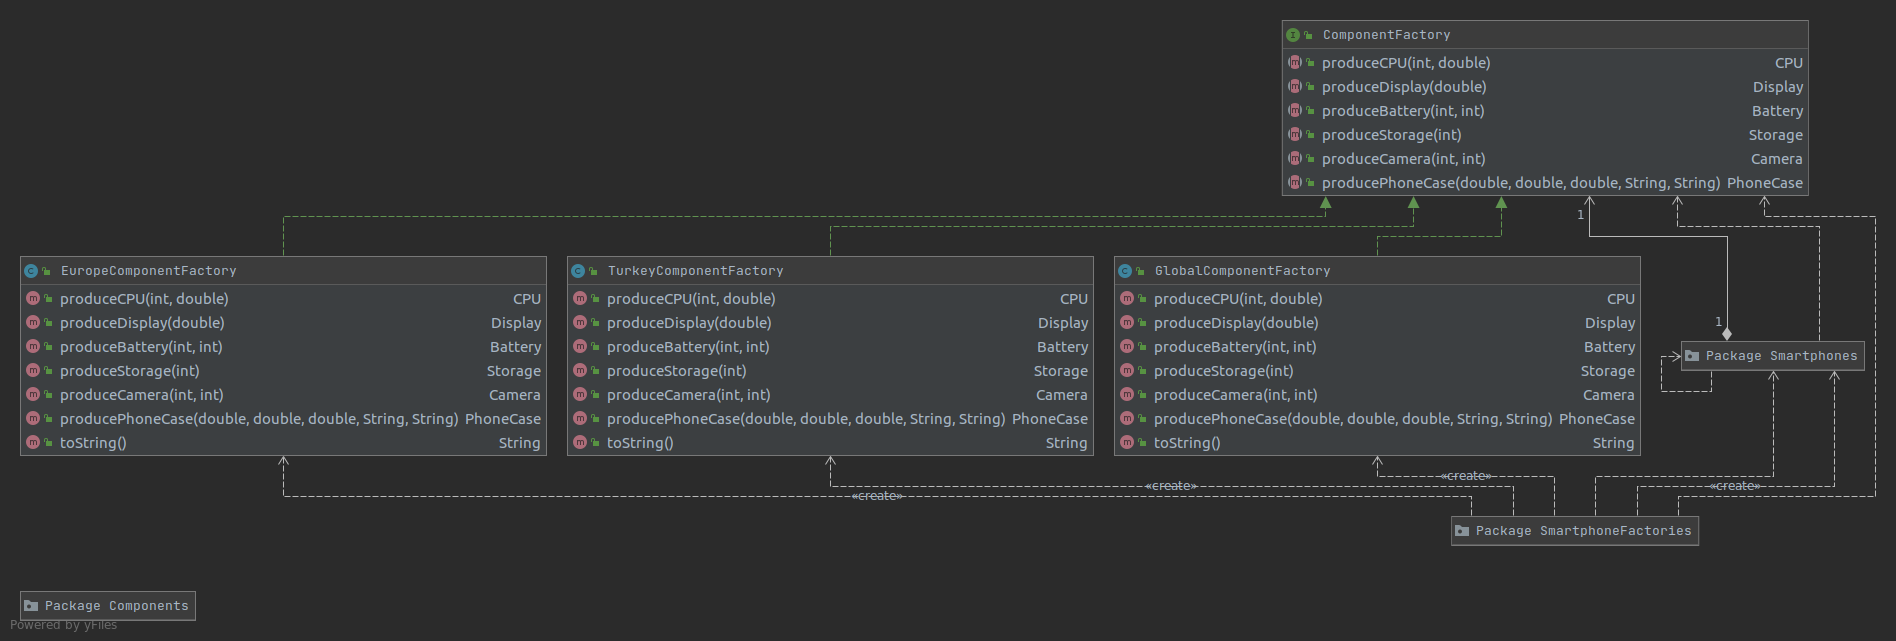 ComponentFactory
produceCPU(int, double) CPU
produceDisplay(double) Display
produceBattery(int, int) Battery
produceStorage(int) Storage
produceCamera(int, int) Camera
producePhoneCase(double, double, double, String, String) PhoneCase
1
EuropeComponentFactory
produceCPU(int, double) CPU
produceDisplay(double) Display
produceBattery(int, int) Battery
produceStorage(int) Storage
produceCamera(int, int) Camera
producePhoneCase(double, double, double, String, String) PhoneCase
toString() String
TurkeyComponentFactory
produceCPU(int, double) CPU
produceDisplay(double) Display
produceBattery(int, int) Battery
produceStorage(int) Storage
produceCamera(int, int) Camera
producePhoneCase(double, double, double, String, String) PhoneCase
toString() String
GlobalComponentFactory
produceCPU(int, double) CPU
produceDisplay(double) Display
produceBattery(int, int) Battery
produceStorage(int) Storage
produceCamera(int, int) Camera
producePhoneCase(double, double, double, String, String) PhoneCase
toString() String
1
Package Smartphones
«create»
«create»
«create»
«create»
Package SmartphoneFactories
Package Components
Powered by yFiles